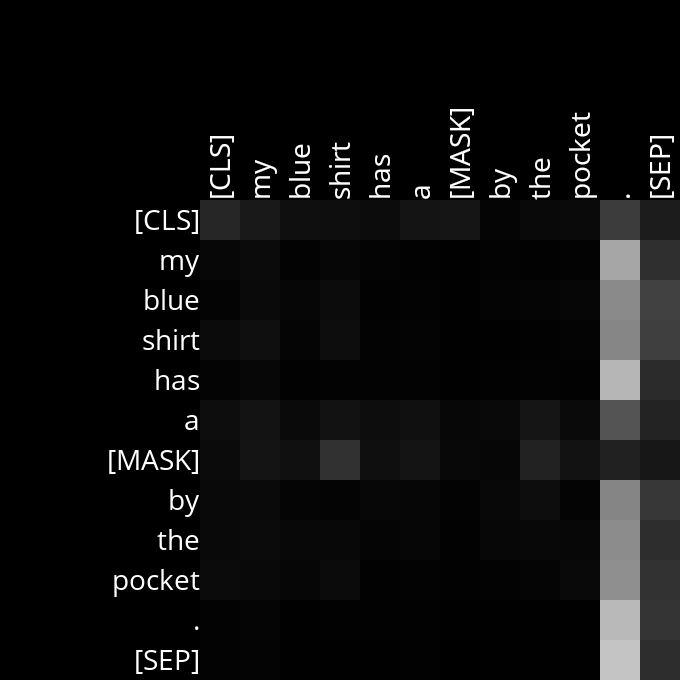 [CLS] my blue shirt has a [MASK] by the pocket . [SEP]
[CLS]
my
blue
shirt
has
a
[MASK]
by
the
pocket
.
[SEP]